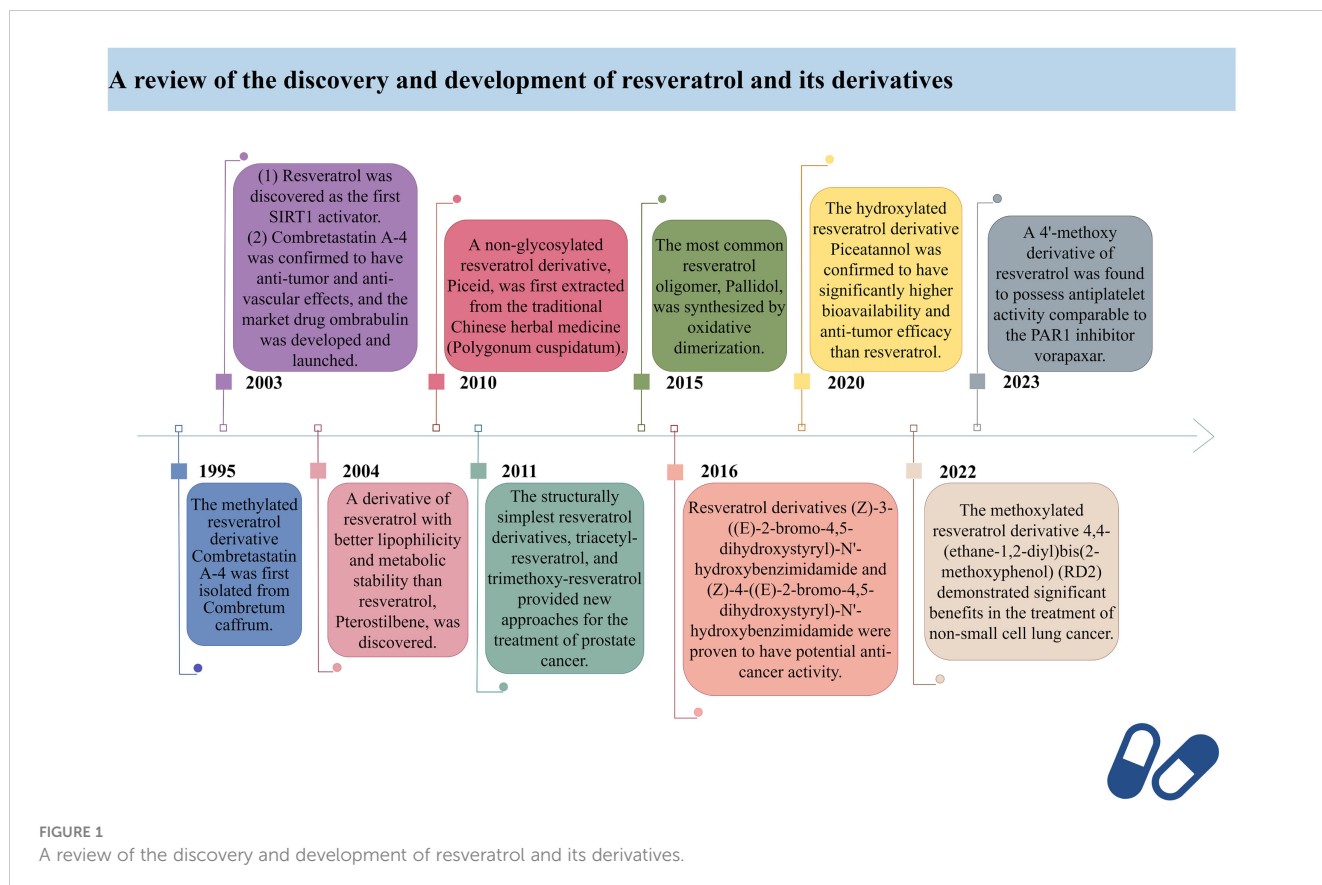 A review of the discovery and development of resveratrol and its derivatives
(1) Resveratrol was
discovered as the first
SIRT1 activator.
(2) Combretastatin A-4
was confirmed to have
anti-tumor and anti-
vascular effects, and the
market drug ombrabulin
was developed and
launched.
2003
A non-glycosylated
resveratrol derivative,
Piceid, was first extracted
from the traditional
Chinese herbal medicine
(Polygonum cuspidatum).
2010
The most common
resveratrol
oligomer, Pallidol,
was synthesized by
oxidative
dimerization.
2015
The hydroxylated
resveratrol derivative
Piceatannol was
confirmed to have
significantly higher
bioavailability and
anti-tumor efficacy
than resveratrol.
2020
A 4'-methoxy
derivative of
resveratrol was found
to possess antiplatelet
activity comparable to
the PAR1 inhibitor
vorapaxar.
2023
1995
The methylated
resveratrol
derivative
Combretastatin
A-4 was first
isolated from
Combretum
caffrum.
2004
A derivative of
resveratrol with
better lipophilicity
and metabolic
stability than
resveratrol,
Pterostilbene, was
discovered.
2011
The structurally
simplest resveratrol
derivatives, triacetyl-
resveratrol, and
trimethoxy-resveratrol
provided new
approaches for the
treatment of prostate
cancer.
2016
Resveratrol derivatives (Z)-3-
((E)-2-bromo-4,5-
dihydroxystyryl)-N'-
hydroxybenzimidamide and
(Z)-4-((E)-2-bromo-4,5-
dihydroxystyryl)-N'-
hydroxybenzimidamide were
proven to have potential anti-
cancer activity.
2022
The methoxylated
resveratrol derivative 4,4-
(ethane-1,2-diyl)bis(2-
methoxyphenol) (RD2)
demonstrated significant
benefits in the treatment of
non-small cell lung cancer.
FIGURE 1
A review of the discovery and development of resveratrol and its derivatives.